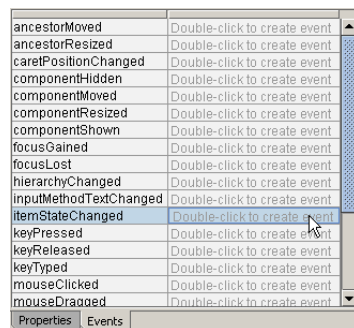 ancestorMoved Double-click to create event
ancestorResized Double-click to create event
caretPositionChanged Double-click to create event
componentHidden Double-click to create event
componentMoved Double-click to create event
componentResized Double-click to create event
componentShown Double-click to create event
focusGained Double-click to create event
focusLost Double-click to create event
hierarchyChanged Double-click to create event
inputMethodTextChanged Double-click to create event
itemStateChanged Double-click to create event
keyPressed Double-click to create event
keyReleased Double-click to create event
keyTyped Double-click to create event
mouseClicked Double-click to create event
mouseDragged Double-click to create event
Properties Events